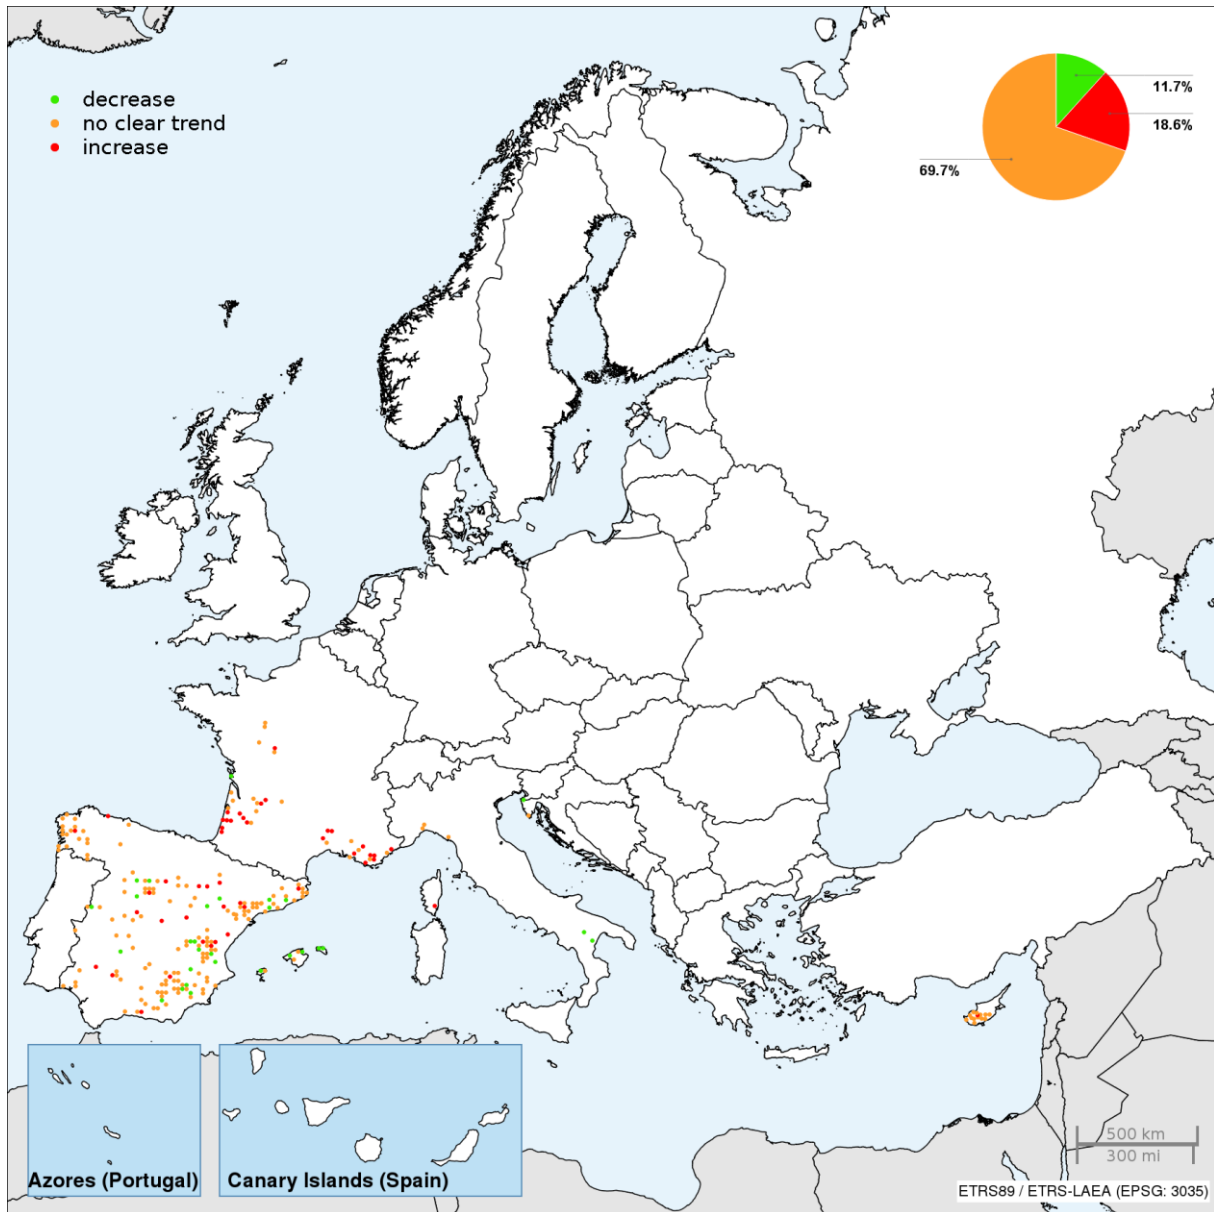 decrease
no clear trend
increase
11.7%
18.6%
69.7%
Azores (Portugal)
Canary Islands (Spain)
500 km
300 mi
ETRS89 / ETRS-LAEA (EPSG: 3035)